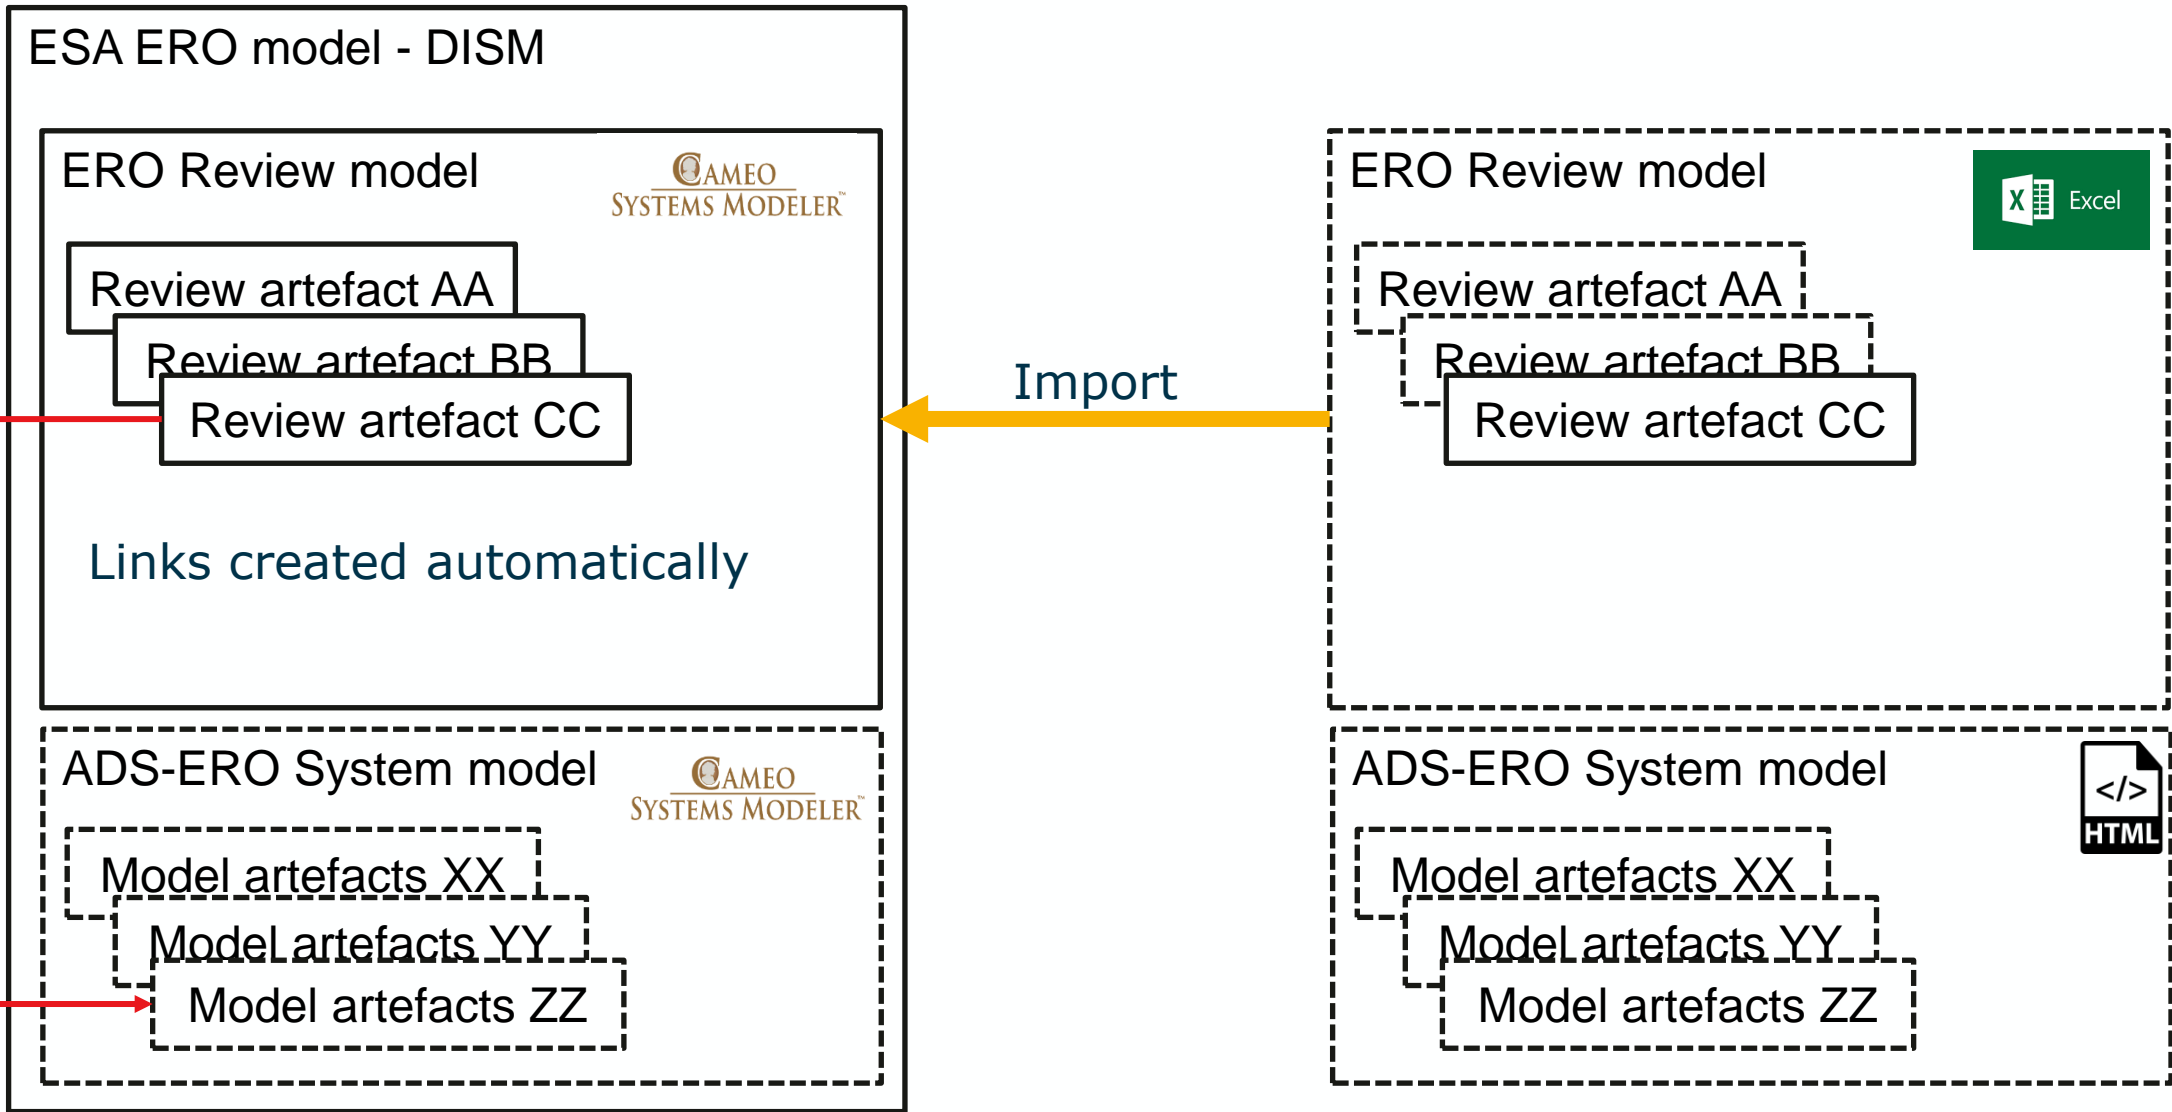 ESA ERO model - DISM
ERO Review model
CAMEO
SYSTEMS MODELER™
Review artefact AA
Review artefact BB
Review artefact CC
Links created automatically
ADS-ERO System model
CAMEO
SYSTEMS MODELER™
Model artefacts XX
Model artefacts YY
Model artefacts ZZ
Import
ERO Review model
X Excel
Review artefact AA
Review artefact BB
Review artefact CC
ADS-ERO System model
</>
HTML
Model artefacts XX
Model artefacts YY
Model artefacts ZZ